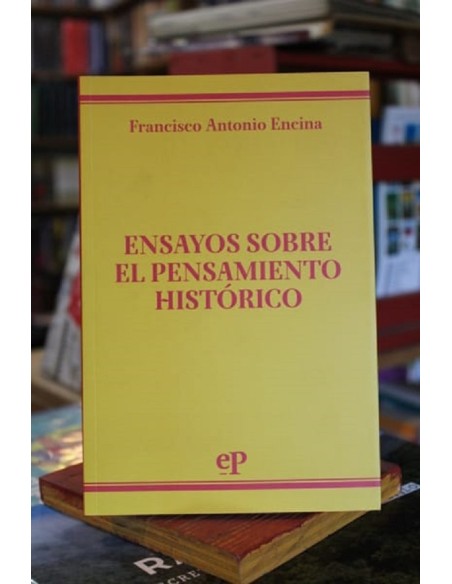 Francisco Antonio Encina
ENSAYOS SOBRE
EL PENSAMIENTO
HISTÓRICO
eP